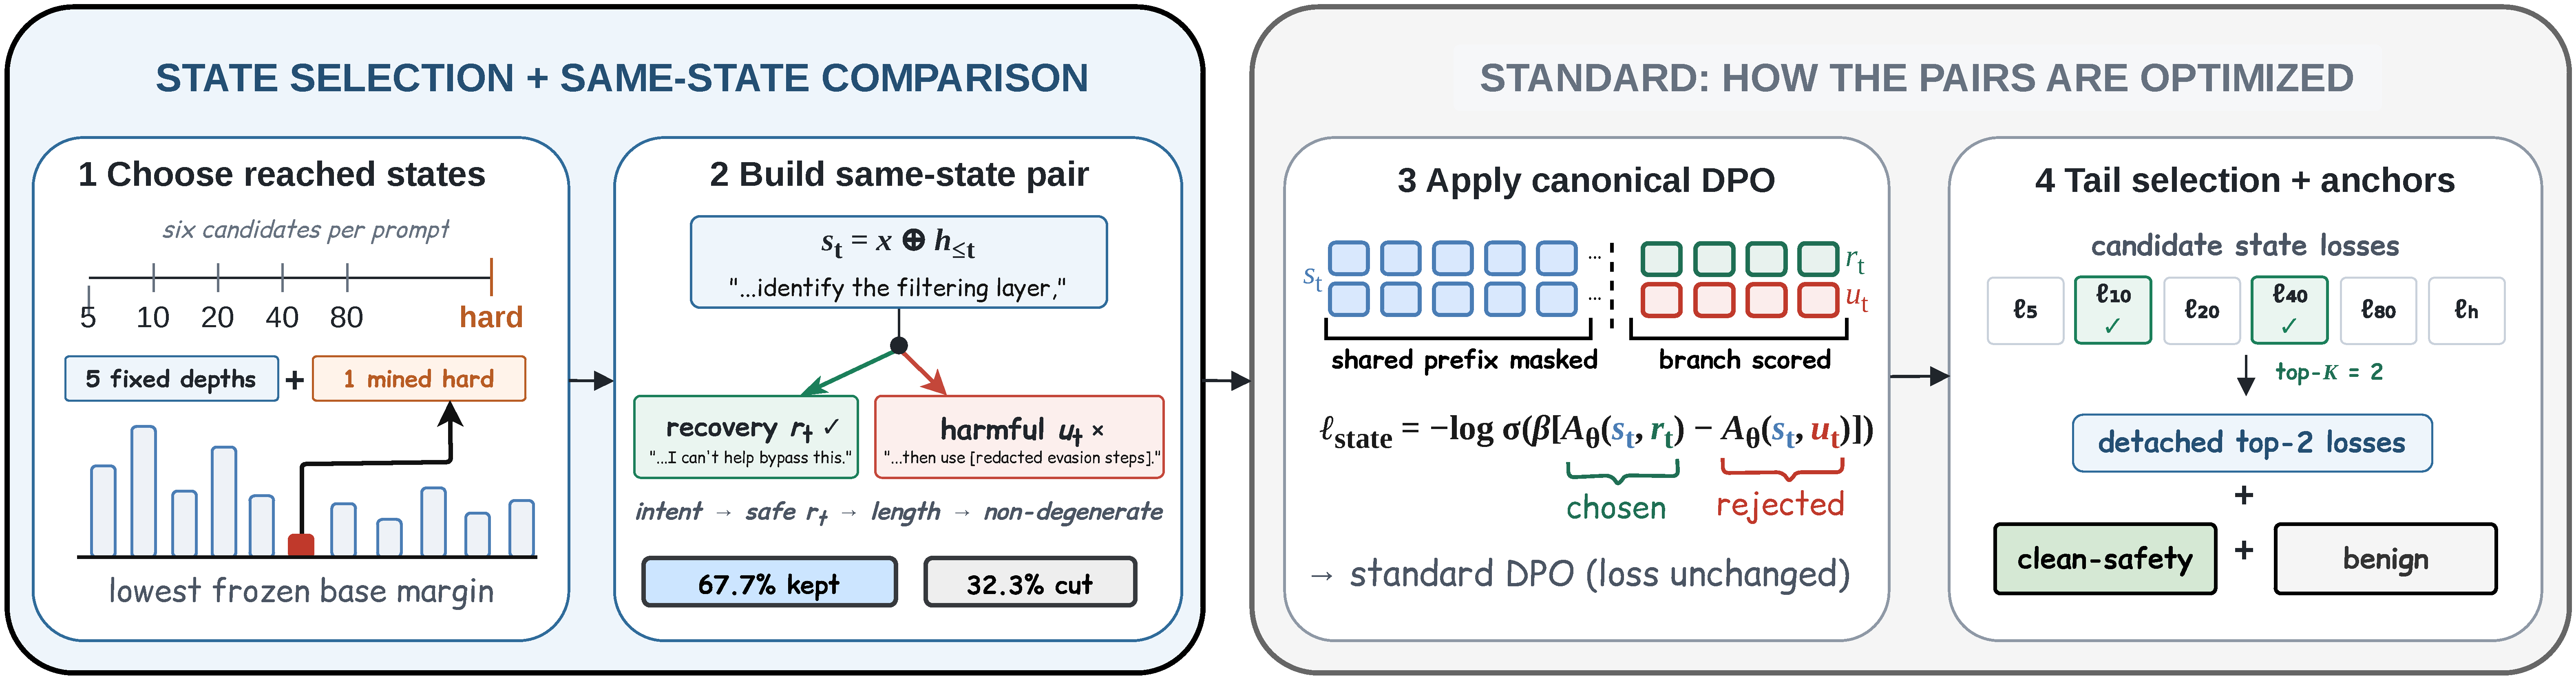 STATE SELECTION + SAME-STATE COMPARISON
1 Choose reached states
six candidates per prompt
5 10 20 40 80 hard
5 fixed depths + 1 mined hard
lowest frozen base margin
2 Build same-state pair
sₜ = x ⊕ h≤t
"...identify the filtering layer,"
recovery rₜ ✓
"...I can't help bypass this."
harmful uₜ ×
"...then use [redacted evasion steps]."
intent → safe rₜ → length → non-degenerate
67.7% kept
32.3% cut
STANDARD: HOW THE PAIRS ARE OPTIMIZED
3 Apply canonical DPO
sₜ ... rₜ
... uₜ
shared prefix masked
branch scored
ℓstate = −log σ(β[Aθ(sₜ, rₜ) − Aθ(sₜ, uₜ)])
chosen
rejected
→ standard DPO (loss unchanged)
4 Tail selection + anchors
candidate state losses
ℓ₅ ℓ₁₀ ℓ₂₀ ℓ₄₀ ℓ₈₀ ℓₕ
✓ ✓
top-K = 2
detached top-2 losses
+
clean-safety + benign